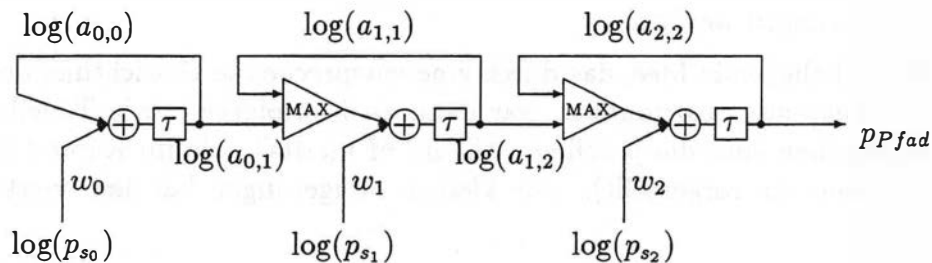 log(a_{0,0}) log(a_{1,1}) log(a_{2,2})
MAX MAX
+ τ + τ + τ p_{Pfad}
log(a_{0,1}) log(a_{1,2})
w_0 w_1 w_2
log(p_{s_0}) log(p_{s_1}) log(p_{s_2})